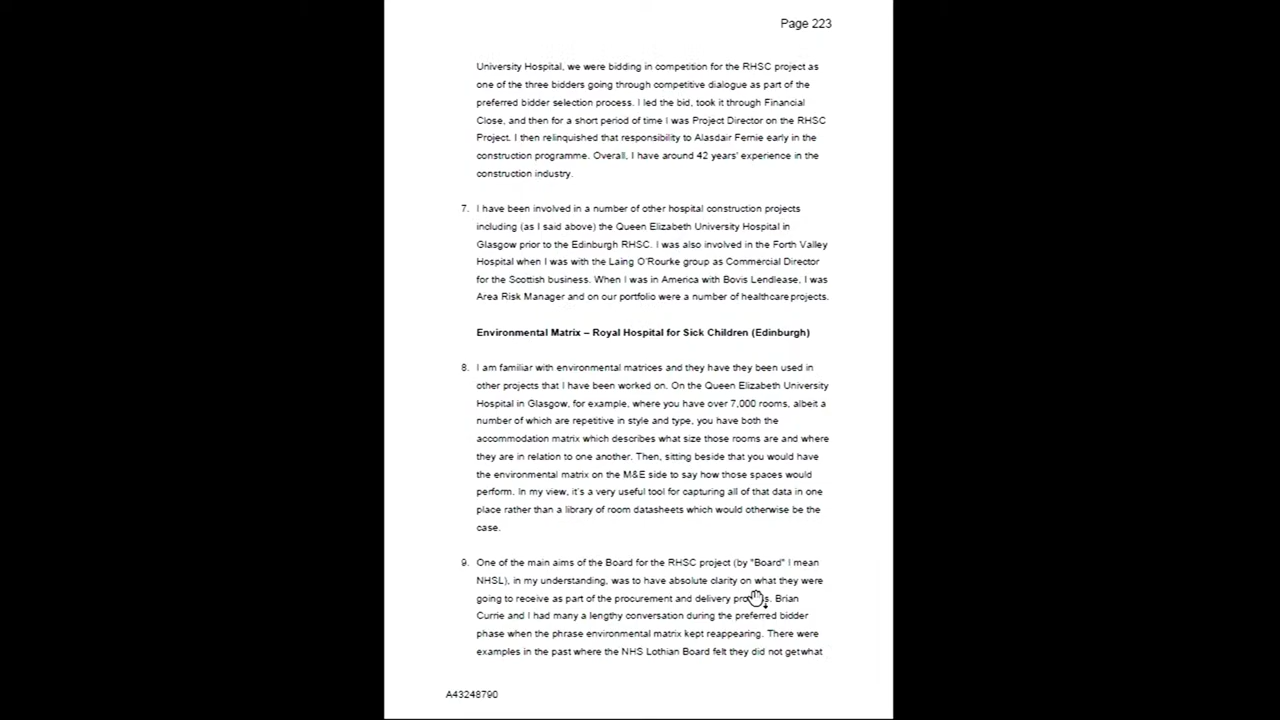 Page 223
University Hospital, we were bidding in competition for the RHSC project as
one of the three bidders going through competitive dialogue as part of the
preferred bidder selection process. I led the bid, took it through Financial
Close, and then for a short period of time I was Project Director on the RHSC
Project. I then relinquished that responsibility to Alasdair Fernie early in the
construction programme. Overall, I have around 42 years' experience in the
construction industry.
7. I have been involved in a number of other hospital construction projects
including (as I said above) the Queen Elizabeth University Hospital in
Glasgow prior to the Edinburgh RHSC. I was also involved in the Forth Valley
Hospital when I was with the Laing O'Rourke group as Commercial Director
for the Scottish business. When I was in America with Bovis Lendlease, I was
Area Risk Manager and on our portfolio were a number of healthcare projects.
Environmental Matrix – Royal Hospital for Sick Children (Edinburgh)
8. I am familiar with environmental matrices and they have they been used in
other projects that I have been worked on. On the Queen Elizabeth University
Hospital in Glasgow, for example, where you have over 7,000 rooms, albeit a
number of which are repetitive in style and type, you have both the
accommodation matrix which describes what size those rooms are and where
they are in relation to one another. Then, sitting beside that you would have
the environmental matrix on the M&E side to say how those spaces would
perform. In my view, it's a very useful tool for capturing all of that data in one
place rather than a library of room datasheets which would otherwise be the
case.
9. One of the main aims of the Board for the RHSC project (by "Board" I mean
NHSL), in my understanding, was to have absolute clarity on what they were
going to receive as part of the procurement and delivery Brian
Currie and I had many a lengthy conversation during the preferred bidder
phase when the phrase environmental matrix kept reappearing. There were
examples in the past where the NHS Lothian Board felt they did not get what
A43248790